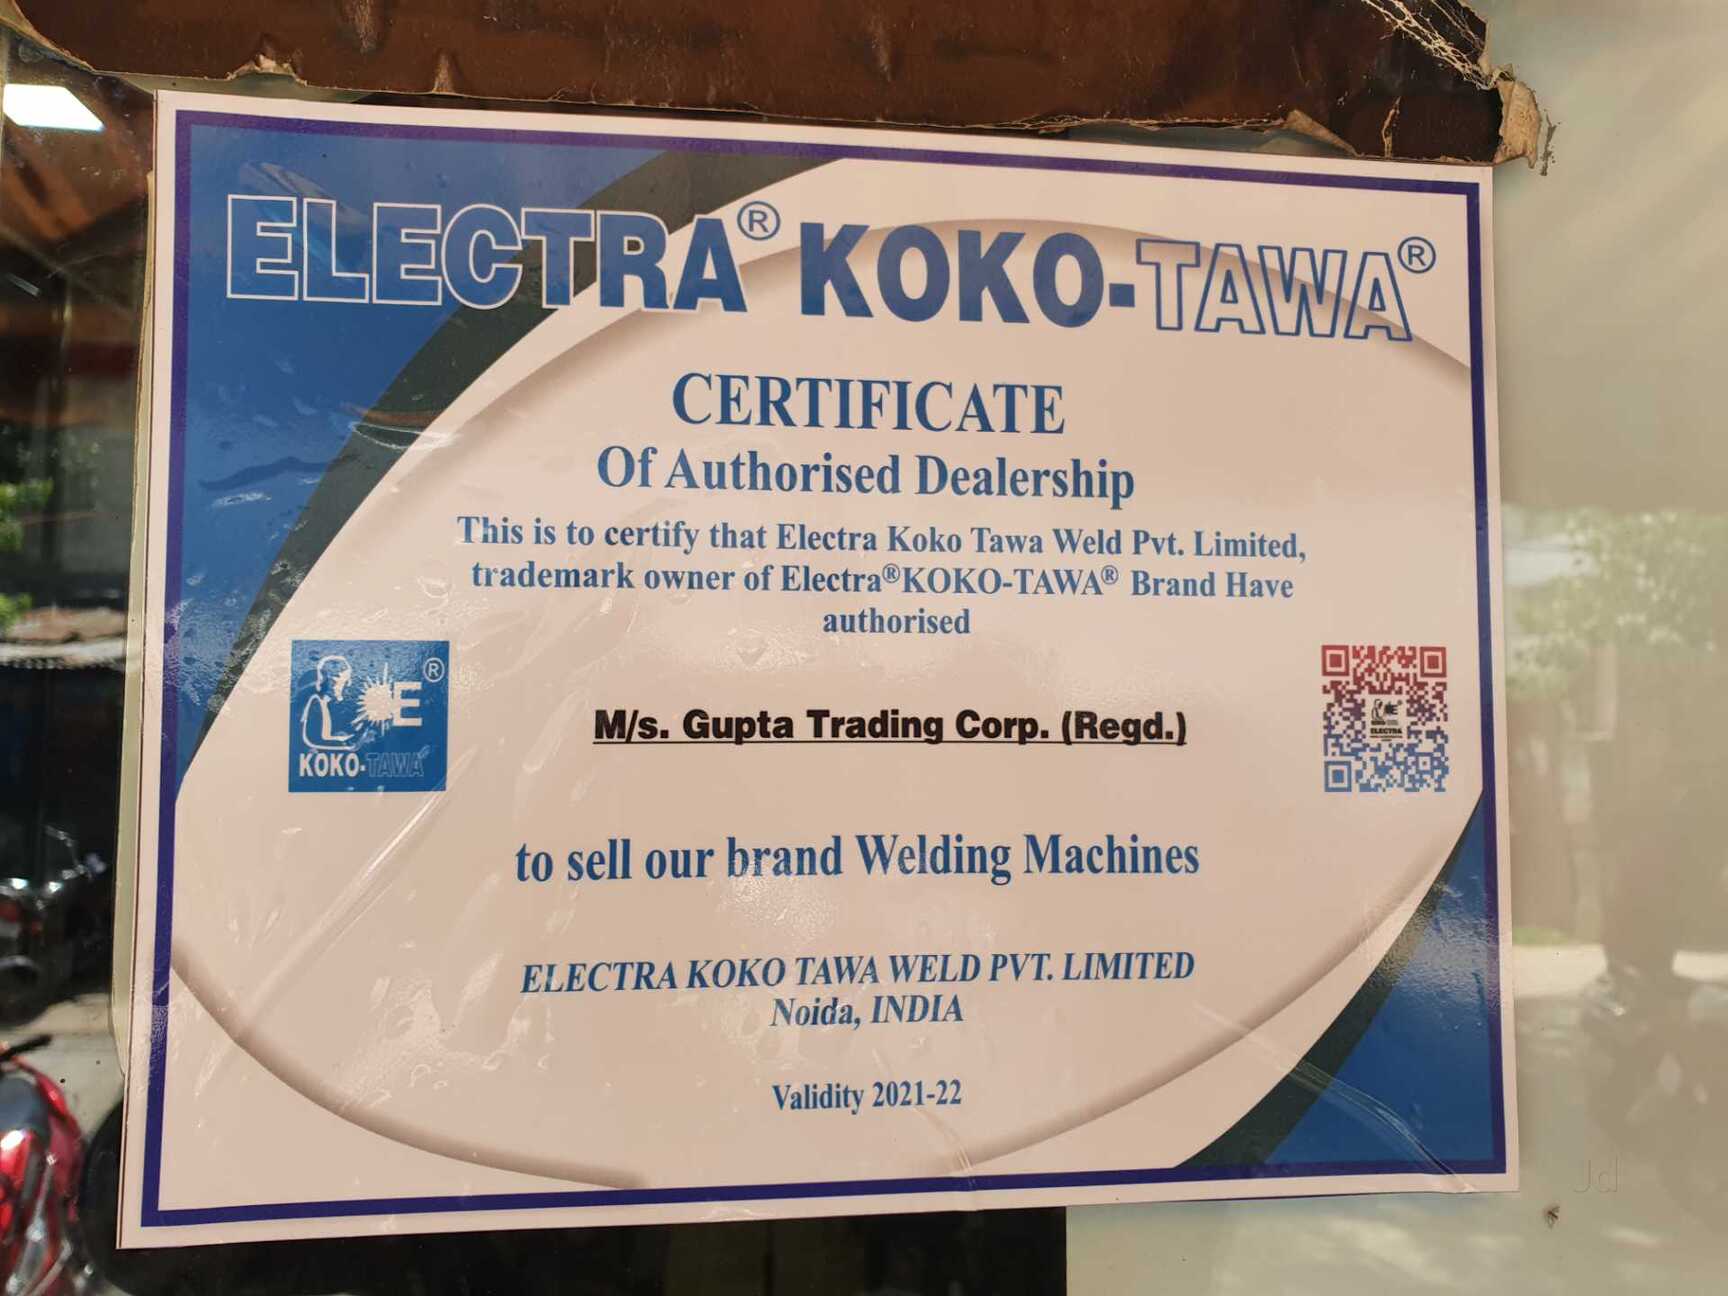 ELECTRA® KOKO-TAWA®
CERTIFICATE
Of Authorised Dealership
This is to certify that Electra Koko Tawa Weld Pvt. Limited,
trademark owner of Electra®KOKO-TAWA® Brand Have
authorised
E®
KOKO-TAWA
M/s. Gupta Trading Corp. (Regd.)
ELECTRA
to sell our brand Welding Machines
ELECTRA KOKO TAWA WELD PVT. LIMITED
Noida, INDIA
Validity 2021-22
Jd